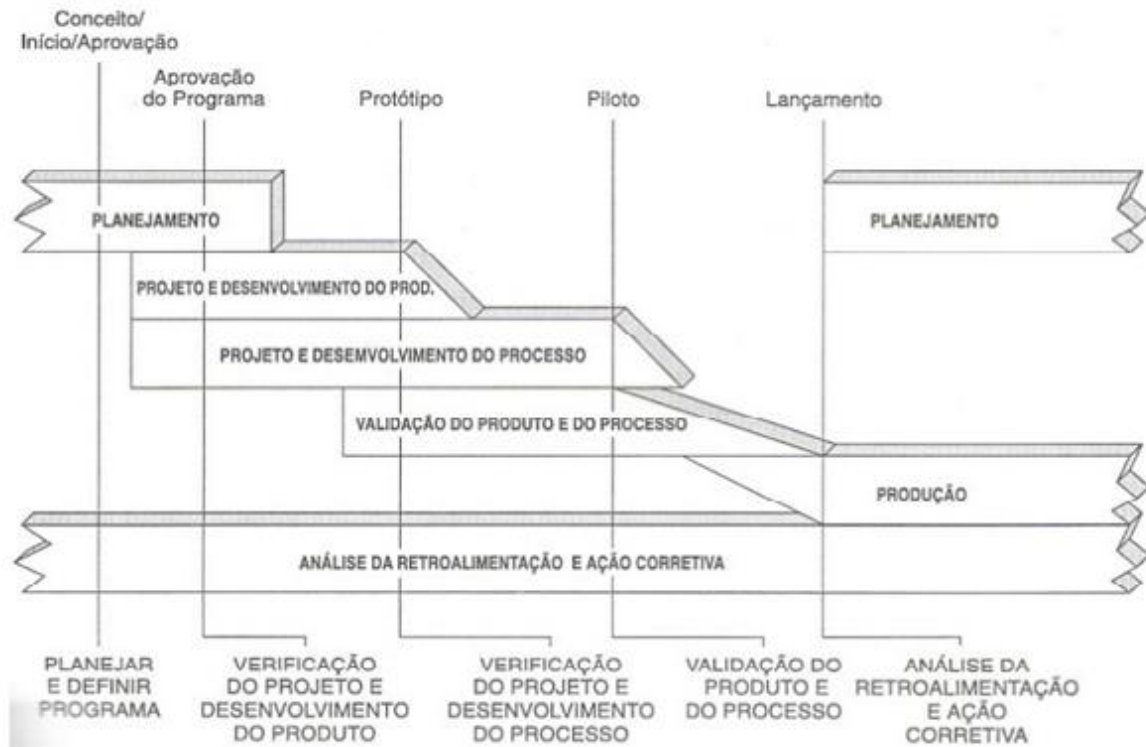 Conceito/
Início/Aprovação
Aprovação
do Programa
Protótipo
Piloto
Lançamento
PLANEJAMENTO
PLANEJAMENTO
PROJETO E DESENVOLVIMENTO DO PROD.
PROJETO E DESEMVOLVIMENTO DO PROCESSO
VALIDAÇÃO DO PRODUTO E DO PROCESSO
PRODUÇÃO
ANÁLISE DA RETROALIMENTAÇÃO E AÇÃO CORRETIVA
PLANEJAR
E DEFINIR
PROGRAMA
VERIFICAÇÃO
DO PROJETO E
DESENVOLVIMENTO
DO PRODUTO
VERIFICAÇÃO
DO PROJETO E
DESENVOLVIMENTO
DO PROCESSO
VALIDAÇÃO DO
PRODUTO E
DO PROCESSO
ANÁLISE DA
RETROALIMENTAÇÃO
E AÇÃO
CORRETIVA